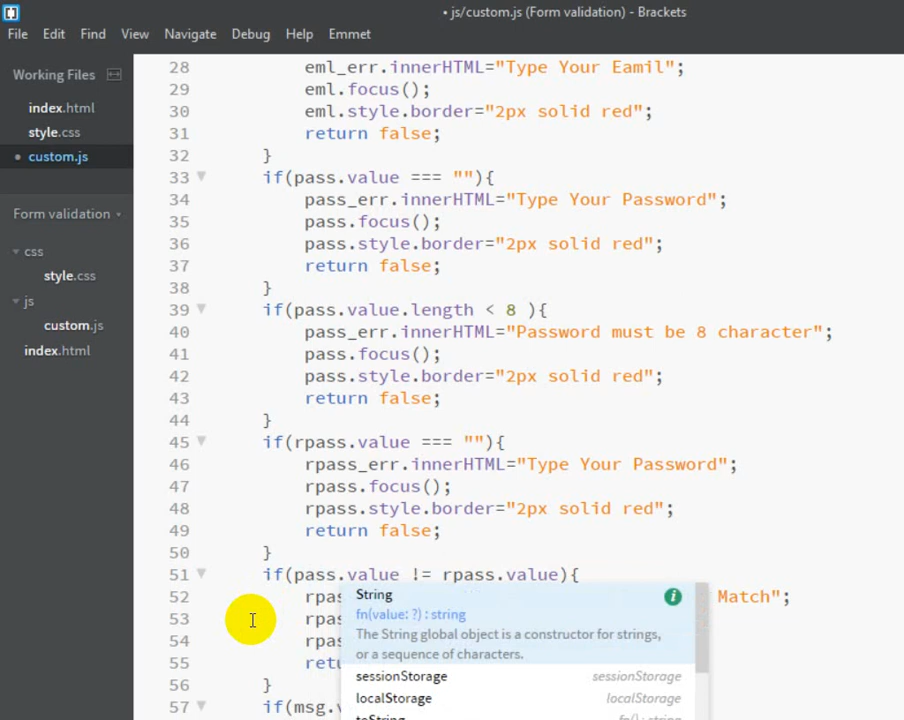 • js/custom.js (Form validation) - Brackets
File Edit Find View Navigate Debug Help Emmet
Working Files
index.html
style.css
• custom.js
Form validation
css
style.css
js
custom.js
index.html
28 eml_err.innerHTML="Type Your Eamil";
29 eml.focus();
30 eml.style.border="2px solid red";
31 return false;
32 }
33 if(pass.value === ""){
34 pass_err.innerHTML="Type Your Password";
35 pass.focus();
36 pass.style.border="2px solid red";
37 return false;
38 }
39 if(pass.value.length < 8 ){
40 pass_err.innerHTML="Password must be 8 character";
41 pass.focus();
42 pass.style.border="2px solid red";
43 return false;
44 }
45 if(rpass.value === ""){
46 rpass_err.innerHTML="Type Your Password";
47 rpass.focus();
48 rpass.style.border="2px solid red";
49 return false;
50 }
51 if(pass.value != rpass.value){
52 rpas Match";
53 rpas
54 rpas
55 retu
56 }
57 if(msg.v
String
fn(value: ?) : string
The String global object is a constructor for strings,
or a sequence of characters.
sessionStorage sessionStorage
localStorage localStorage
toString fn() : string